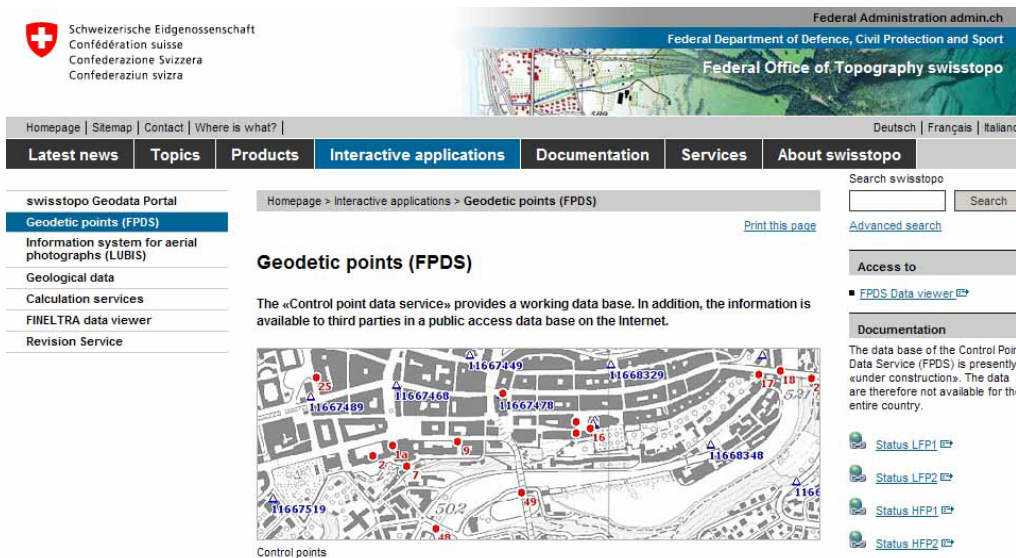 Schweizerische Eidgenossenschaft
Confédération suisse
Confederazione Svizzera
Confederaziun svizra
Federal Administration admin.ch
Federal Department of Defence, Civil Protection and Sport
Federal Office of Topography swisstopo
Homepage | Sitemap | Contact | Where is what? |
Deutsch | Français | Italiano
Latest news
Topics
Products
Interactive applications
Documentation
Services
About swisstopo
swisstopo Geodata Portal
Geodetic points (FPDS)
Information system for aerial
photographs (LUBIS)
Geological data
Calculation services
FINELTRA data viewer
Revision Service
Homepage > Interactive applications > Geodetic points (FPDS)
Print this page
Geodetic points (FPDS)
The «Control point data service» provides a working data base. In addition, the information is
available to third parties in a public access data base on the Internet.
11667449
11668329
17
18
2
25
11667468
521
11667489
11667478
16
1a
9
2
7
11668348
1166
49
11667519
502
48
Control points
Search swisstopo
Search
Advanced search
Access to
FPDS Data viewer
Documentation
The data base of the Control Poin
Data Service (FPDS) is presently
«under construction». The data
are therefore not available for the
entire country.
Status LFP1
Status LFP2
Status HFP1
Status HFP2